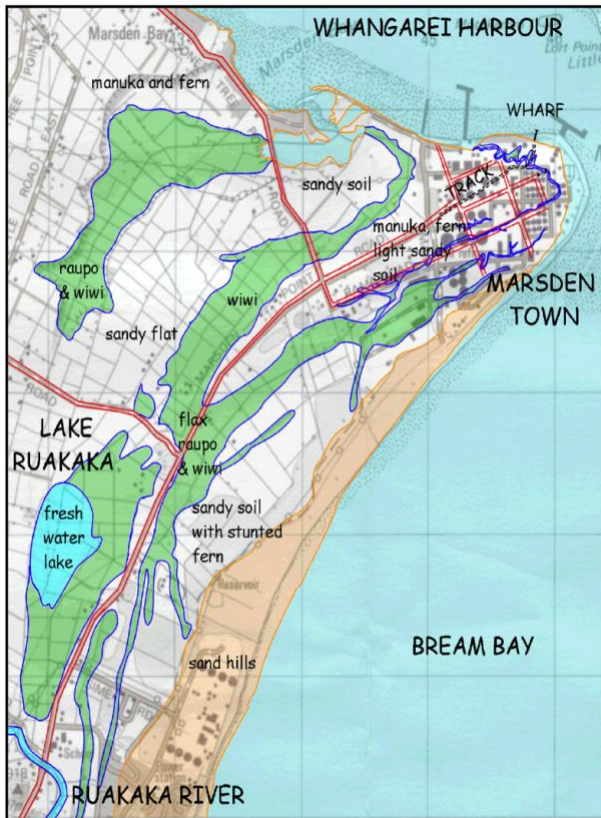 WHANGAREI HARBOUR
Marsden Bay
manuka and fern
WHARF
TRACK
sandy soil
manuka, fern
light sandy
soil
raupo
& wiwi
wiwi
sandy flat
MARSDEN
TOWN
POINT
ROAD
LAKE
RUAKAKA
flax
raupo
& wiwi
fresh
water
lake
sandy soil
with stunted
fern
Reservoir
BREAM BAY
sand hills
RUAKAKA RIVER